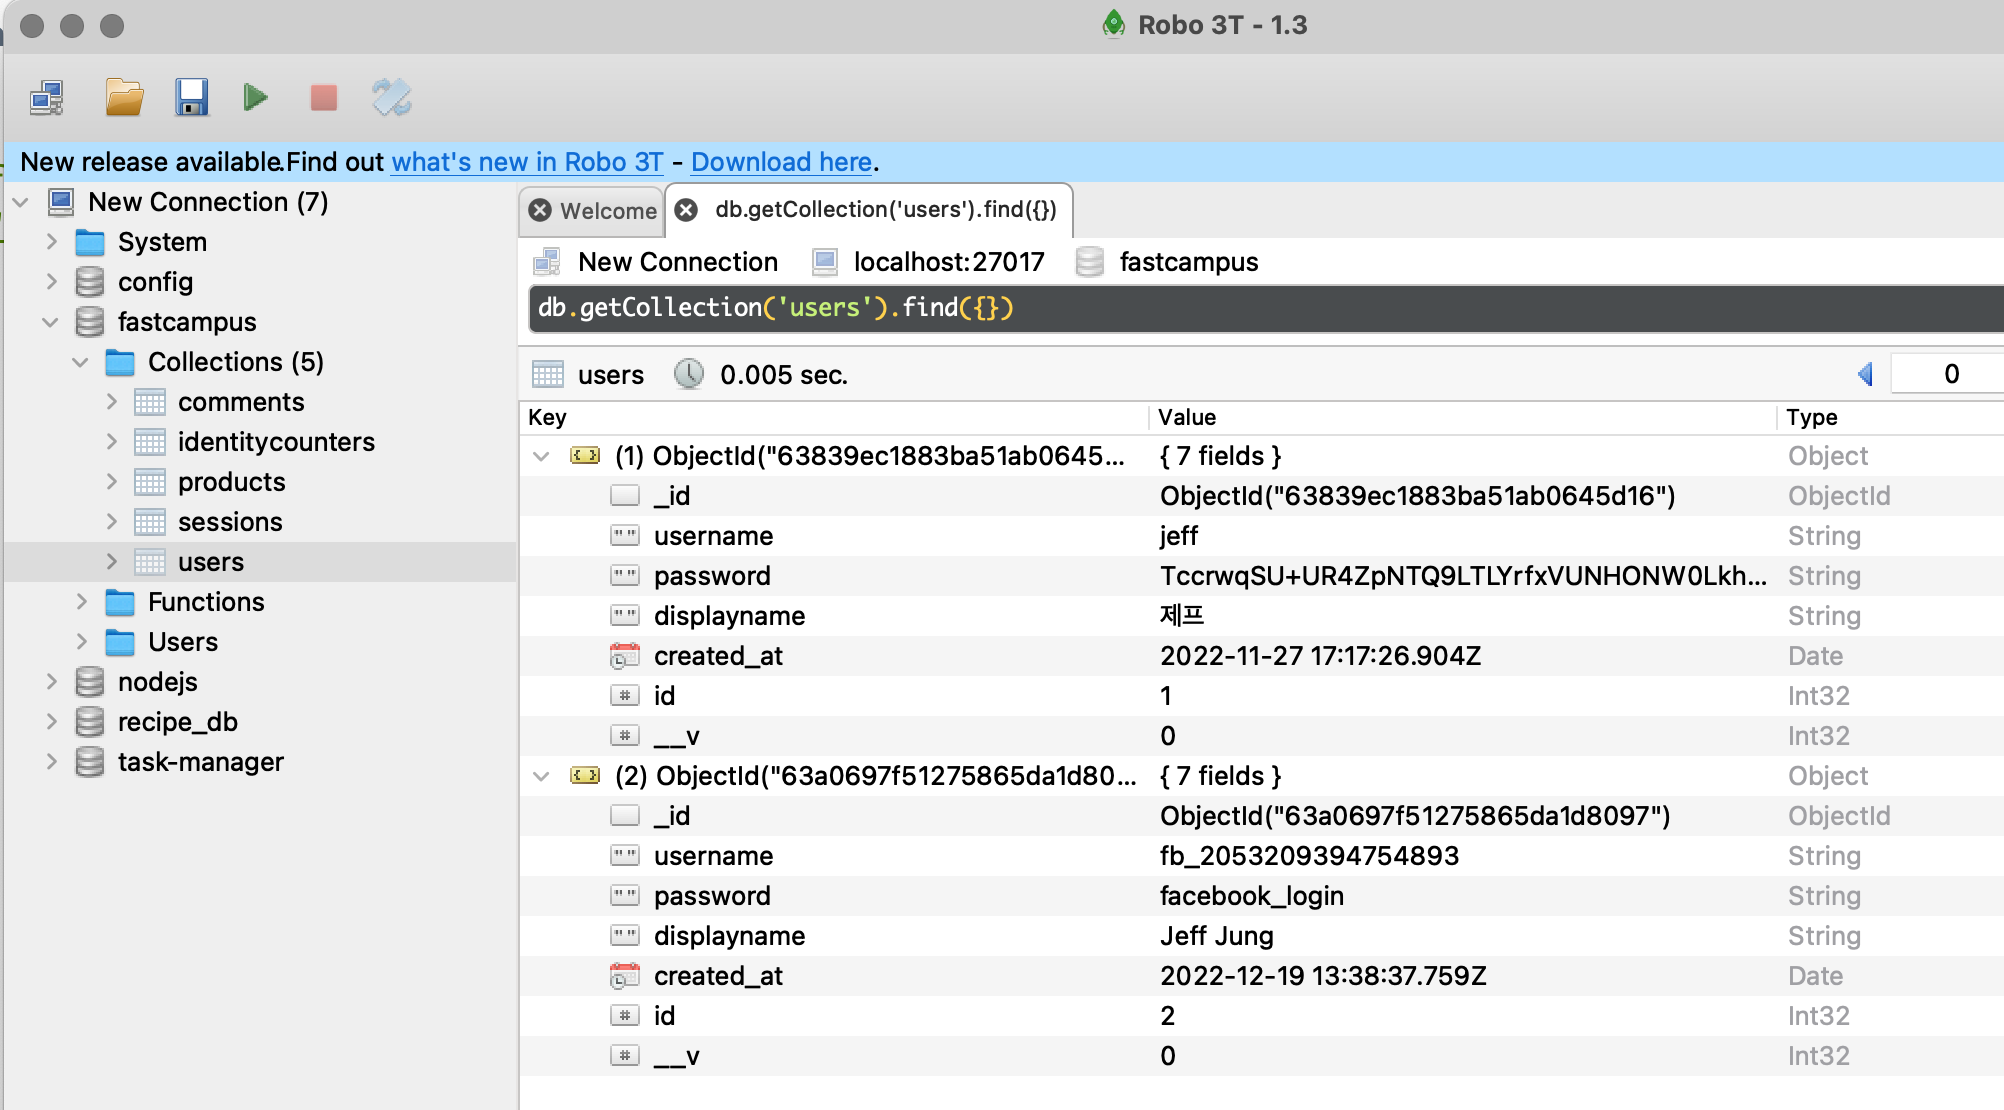 Robo 3T - 1.3
New release available.Find out what's new in Robo 3T - Download here.
New Connection (7)
System
config
fastcampus
Collections (5)
comments
identitycounters
products
sessions
users
Functions
Users
nodejs
recipe_db
task-manager
Welcome db.getCollection('users').find({})
New Connection localhost:27017 fastcampus
db.getCollection('users').find({})
users 0.005 sec. 0
Key Value Type
(1) ObjectId("63839ec1883ba51ab0645... { 7 fields } Object
_id ObjectId("63839ec1883ba51ab0645d16") ObjectId
username jeff String
password TccrwqSU+UR4ZpNTQ9LTLYrfxVUNHONW0Lkh... String
displayname 제프 String
created_at 2022-11-27 17:17:26.904Z Date
id 1 Int32
__v 0 Int32
(2) ObjectId("63a0697f51275865da1d80... { 7 fields } Object
_id ObjectId("63a0697f51275865da1d8097") ObjectId
username fb_2053209394754893 String
password facebook_login String
displayname Jeff Jung String
created_at 2022-12-19 13:38:37.759Z Date
id 2 Int32
__v 0 Int32